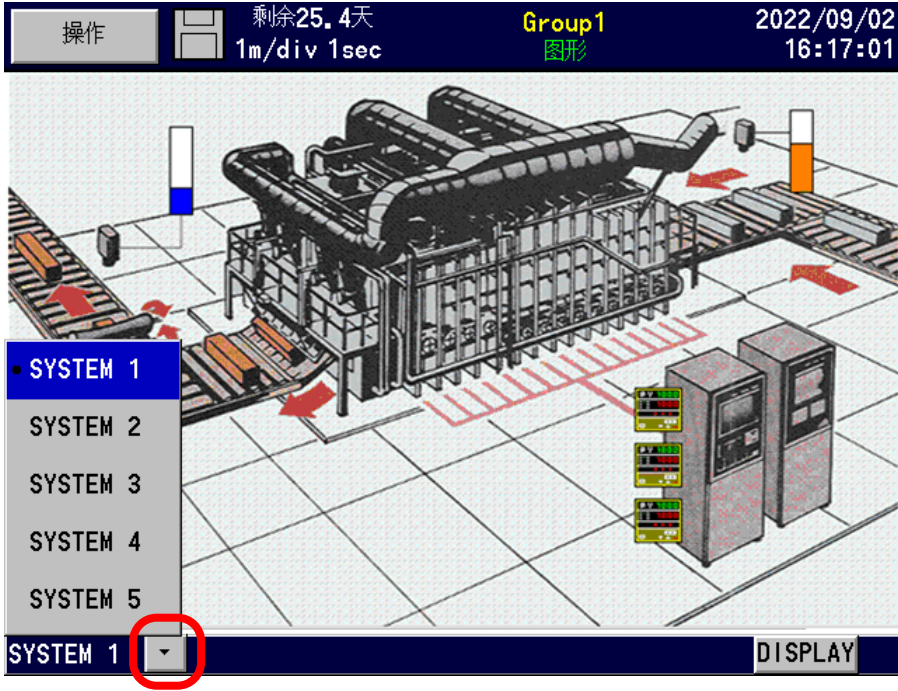 操作
剩余25.4天
1m/div 1sec
Group1
图形
2022/09/02
16:17:01
SYSTEM 1
SYSTEM 2
SYSTEM 3
SYSTEM 4
SYSTEM 5
SYSTEM 1
DISPLAY